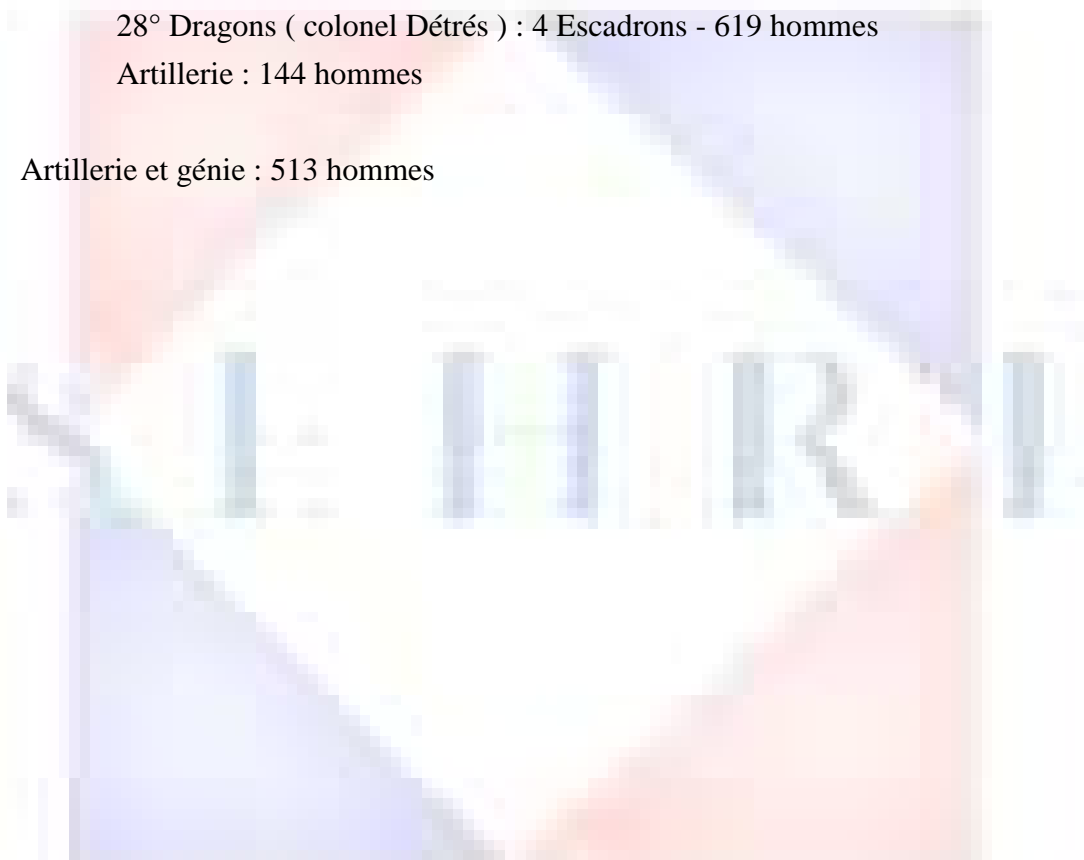 28° Dragons ( colonel Détrés ) : 4 Escadrons - 619 hommes
Artillerie : 144 hommes
Artillerie et génie : 513 hommes